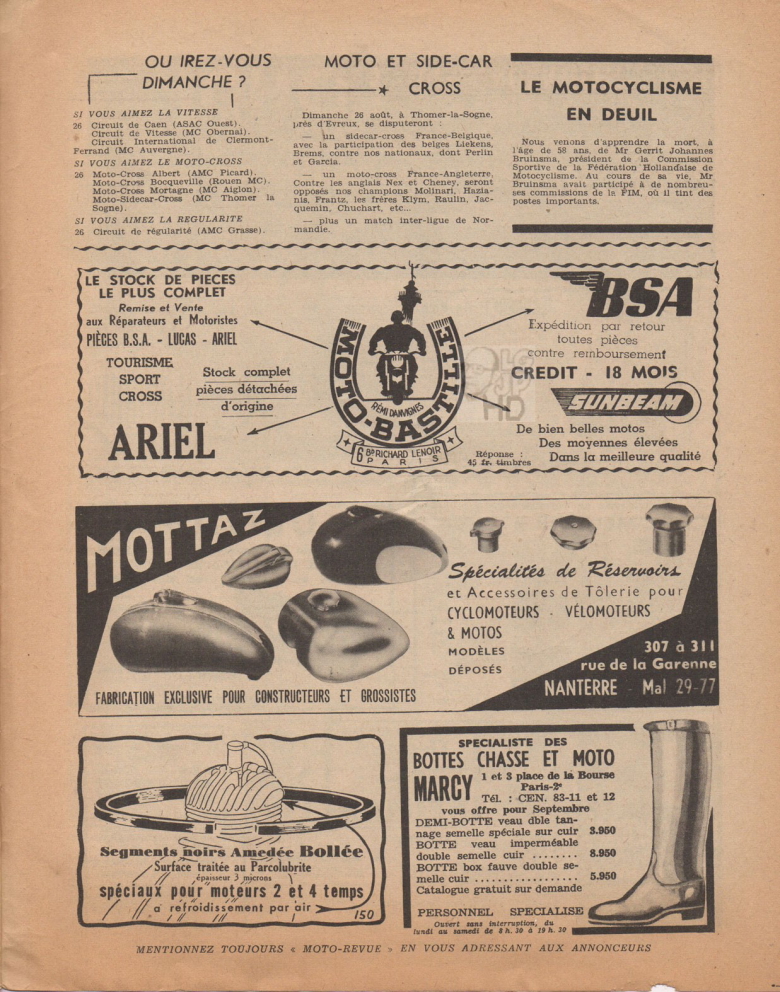 OU IREZ-VOUS
DIMANCHE ?
SI VOUS AIMEZ LA VITESSE
26 Circuit de Caen (ASAC Ouest).
Circuit de Vitesse (MC Obernai).
Circuit International de Clermont-
Ferrand (MC Auvergne).
SI VOUS AIMEZ LE MOTO-CROSS
26 Moto-Cross Albert (AMC Picard).
Moto-Cross Bocqueville (Rouen MC).
Moto-Cross Mortagne (MC Aiglon).
Moto-Sidecar-Cross (MC Thomer la
Sogne).
SI VOUS AIMEZ LA REGULARITE
26 Circuit de régularité (AMC Grasse).
MOTO ET SIDE-CAR
CROSS
Dimanche 26 août, à Thomer-la-Sogne,
près d'Evreux, se disputeront :
— un sidecar-cross France-Belgique,
avec la participation des belges Liekens,
Brems, contre nos nationaux, dont Perlin
et Garcia.
— un moto-cross France-Angleterre,
Contre les anglais Nex et Cheney, seront
opposés nos champions Molinari, Hazia-
nis, Frantz, les frères Klym, Raulin, Jac-
quemin, Chuchart, etc...
— plus un match inter-ligue de Nor-
mandie.
LE MOTOCYCLISME
EN DEUIL
Nous venons d'apprendre la mort, à
l'âge de 58 ans, de Mr Gerrit Johannes
Bruinsma, président de la Commission
Sportive de la Fédération Hollandaise de
Motocyclisme. Au cours de sa vie, Mr
Bruinsma avait participé à de nombreu-
ses commissions de la FIM, où il tint des
postes importants.
LE STOCK DE PIECES
LE PLUS COMPLET
Remise et Vente
aux Réparateurs et Motoristes
PIÈCES B.S.A. - LUCAS - ARIEL
TOURISME
SPORT
CROSS
Stock complet
pièces détachées
d'origine
ARIEL
MOTO-BASTILLE
RÉMI DANVIGNES
6 BD RICHARD LENOIR
PARIS
BSA
Expédition par retour
toutes pièces
contre remboursement
CREDIT - 18 MOIS
SUNBEAM
De bien belles motos
Des moyennes élevées
Dans la meilleure qualité
Réponse :
45 fr. timbres
HD
MOTTAZ
Spécialités de Réservoirs
et Accessoires de Tôlerie pour
CYCLOMOTEURS - VÉLOMOTEURS
& MOTOS
MODÈLES
DÉPOSÉS
307 à 311
rue de la Garenne
NANTERRE - Mal 29-77
FABRICATION EXCLUSIVE POUR CONSTRUCTEURS ET GROSSISTES
Segments noirs Amedée Bollée
Surface traitée au Parcolubrite
épaisseur 3 microns
spéciaux pour moteurs 2 et 4 temps
a refroidissement par air
150
SPECIALISTE DES
BOTTES CHASSE ET MOTO
MARCY 1 et 3 place de la Bourse
Paris-2e
Tél. : CEN. 83-11 et 12
vous offre pour Septembre
DEMI-BOTTE veau dble tan-
nage semelle spéciale sur cuir 3.950
BOTTE veau imperméable
double semelle cuir ........ 8.950
BOTTE box fauve double se-
melle cuir .................. 5.950
Catalogue gratuit sur demande
PERSONNEL SPECIALISE
Ouvert sans interruption, du
lundi au samedi de 8 h. 30 à 19 h. 30
MENTIONNEZ TOUJOURS « MOTO-REVUE » EN VOUS ADRESSANT AUX ANNONCEURS